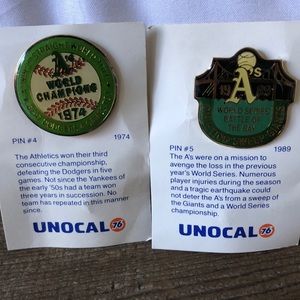 A's
WORLD
CHAMPIONS
1974
PIN #4 1974
The Athletics won their third
consecutive championship,
defeating the Dodgers in five
games. Not since the Yankees of
the early '50s had a team won
three years in succession. No
team has repeated in this manner
since.
UNOCAL 76
A's
WORLD SERIES
BATTLE OF
THE BAY
PIN #5 1989
The A's were on a mission to
avenge the loss in the previous
year's World Series. Numerous
player injuries during the season
and a tragic earthquake could
not deter the A's from a sweep of
the Giants and a World Series
championship.
UNOCAL 76